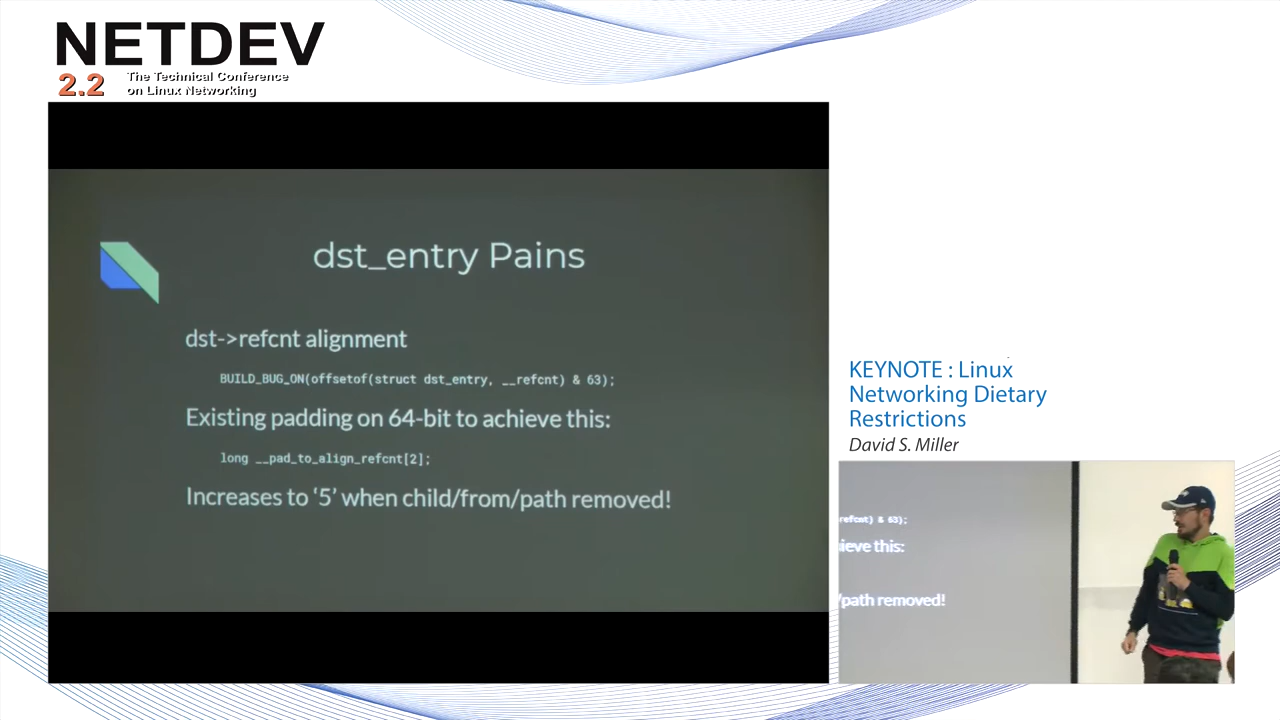 NETDEV
2.2
The Technical Conference
on Linux Networking
dst_entry Pains
dst->refcnt alignment
BUILD_BUG_ON(offsetof(struct dst_entry, __refcnt) & 63);
Existing padding on 64-bit to achieve this:
long __pad_to_align_refcnt[2];
Increases to ‘5’ when child/from/path removed!
KEYNOTE : Linux
Networking Dietary
Restrictions
David S. Miller
refcnt) & 63);
ieve this:
/path removed!